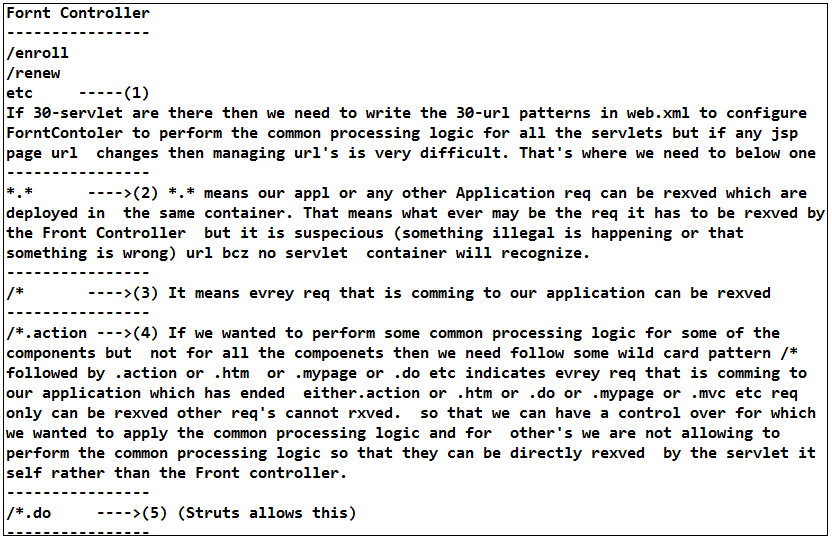 Fornt Controller
----------------
/enroll
/renew
etc     -----(1)
If 30-servlet are there then we need to write the 30-url patterns in web.xml to configure
ForntContoler to perform the common processing logic for all the servlets but if any jsp
page url  changes then managing url's is very difficult. That's where we need to below one
----------------
*.*      ---->(2) *.* means our appl or any other Application req can be rexved which are
deployed in  the same container. That means what ever may be the req it has to be rexved by
the Front Controller  but it is suspecious (something illegal is happening or that
something is wrong) url bcz no servlet  container will recognize.
----------------
/*       ---->(3) It means evrey req that is comming to our application can be rexved
----------------
/*.action --->(4) If we wanted to perform some common processing logic for some of the
components but  not for all the compoenets then we need follow some wild card pattern /*
followed by .action or .htm  or .mypage or .do etc indicates evrey req that is comming to
our application which has ended  either.action or .htm or .do or .mypage or .mvc etc req
only can be rexved other req's cannot rxved.  so that we can have a control over for which
we wanted to apply the common processing logic and for  other's we are not allowing to
perform the common processing logic so that they can be directly rexved  by the servlet it
self rather than the Front controller.
----------------
/*.do     ---->(5) (Struts allows this)
----------------